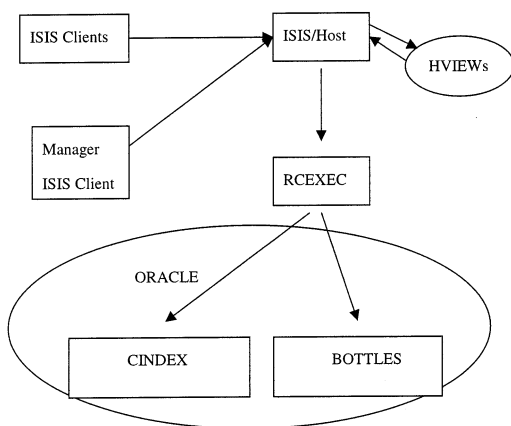 ISIS Clients
ISIS/Host
HVIEWs
Manager
ISIS Client
RCEXEC
ORACLE
CINDEX
BOTTLES